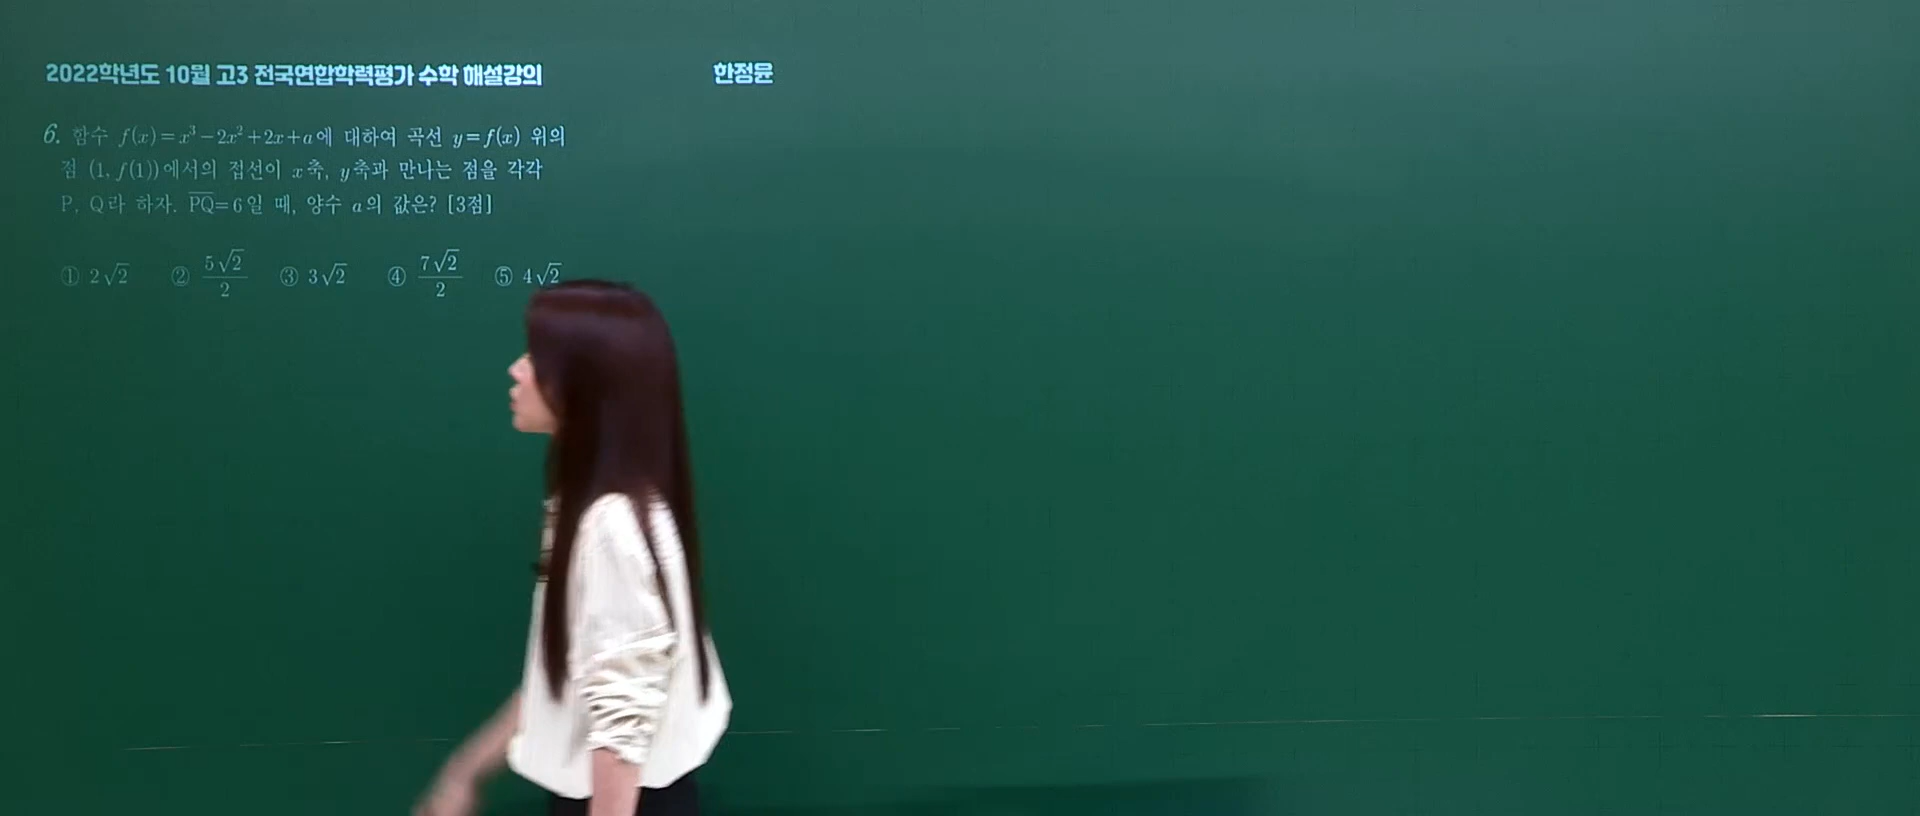 2022학년도 10월 고3 전국연합학력평가 수학 해설강의 한정윤
6. 함수 f(x)=x³-2x²+2x+a에 대하여 곡선 y=f(x) 위의
점 (1, f(1))에서의 접선이 x축, y축과 만나는 점을 각각
P, Q라 하자. \overline{PQ}=6일 때, 양수 a의 값은? [3점]
① 2√2 ② 5√2/2 ③ 3√2 ④ 7√2/2 ⑤ 4√2